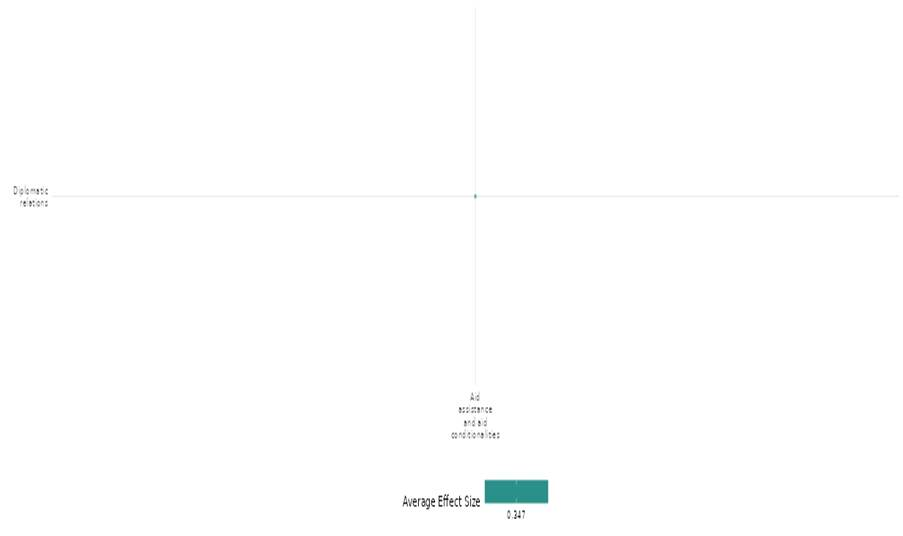 Diplomatic
relations
Aid
assistance
and aid
conditionalities
Average Effect Size
0.347